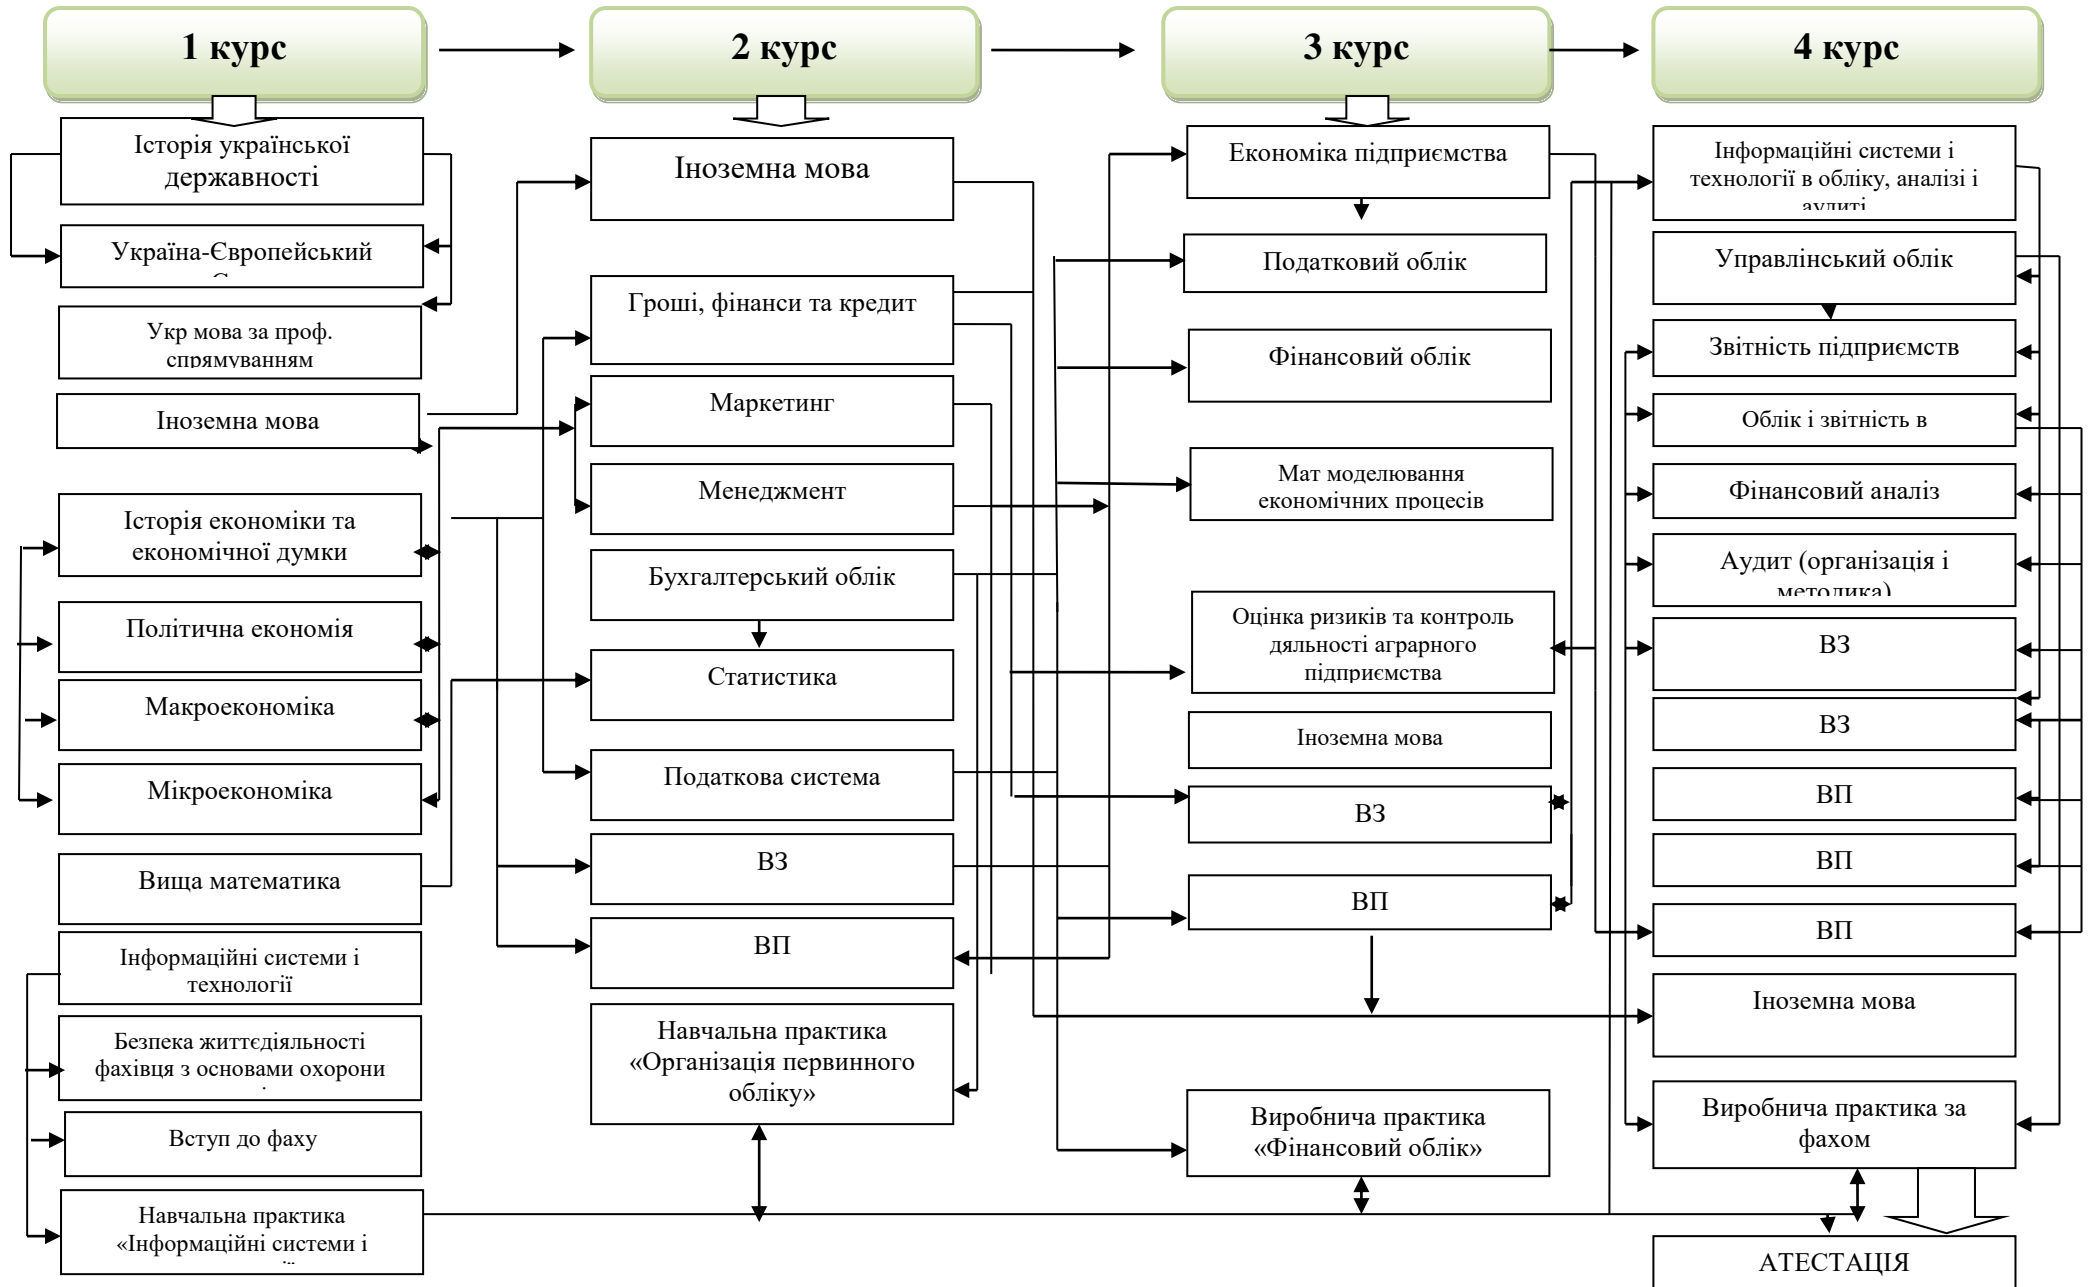 1 курс
2 курс
3 курс
4 курс
Історія української
державності
Україна-Європейський
Укр мова за проф.
спрямуванням
Іноземна мова
Історія економіки та
економічної думки
Політична економія
Макроекономіка
Мікроекономіка
Вища математика
Інформаційні системи і
технології
Безпека життєдіяльності
фахівця з основами охорони
Вступ до фаху
Навчальна практика
«Інформаційні системи і
Іноземна мова
Гроші, фінанси та кредит
Маркетинг
Менеджмент
Бухгалтерський облік
Статистика
Податкова система
ВЗ
ВП
Навчальна практика
«Організація первинного
обліку»
Економіка підприємства
Податковий облік
Фінансовий облік
Мат моделювання
економічних процесів
Оцінка ризиків та контроль
дяльності аграрного
підприємства
Іноземна мова
ВЗ
ВП
Виробнича практика
«Фінансовий облік»
Інформаційні системи і
технології в обліку, аналізі і
аудиті
Управлінський облік
Звітність підприємств
Облік і звітність в
Фінансовий аналіз
Аудит (організація і
методика)
ВЗ
ВЗ
ВП
ВП
ВП
Іноземна мова
Виробнича практика за
фахом
АТЕСТАЦІЯ